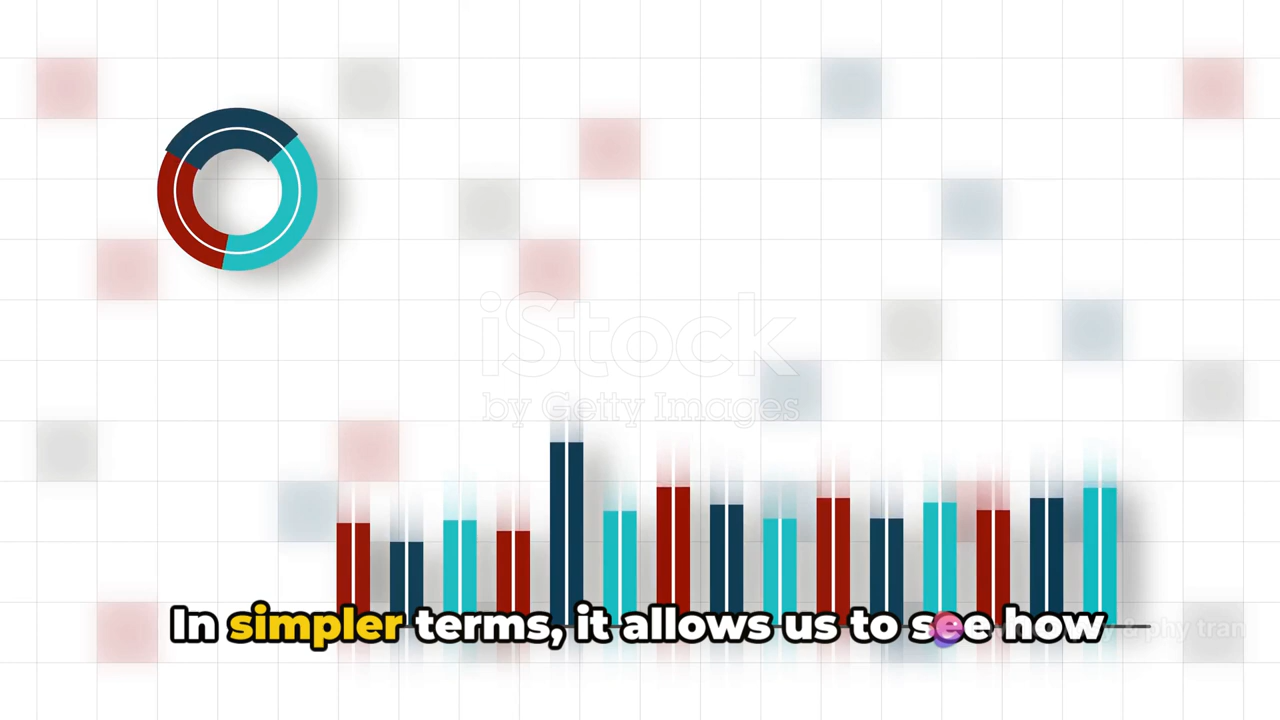 iStock
by Getty Images
In simpler terms, it allows us to see how